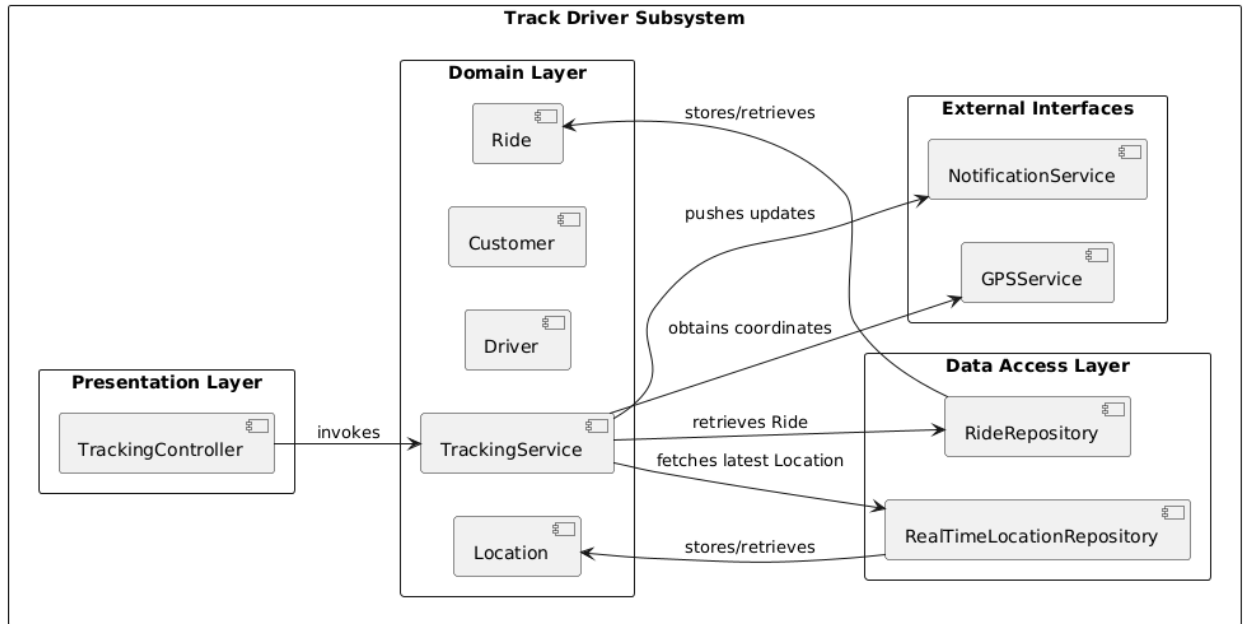 Track Driver Subsystem
Domain Layer
Ride
Customer
Driver
TrackingService
Location
Presentation Layer
TrackingController
invokes
stores/retrieves
pushes updates
obtains coordinates
retrieves Ride
fetches latest Location
stores/retrieves
External Interfaces
NotificationService
GPSService
Data Access Layer
RideRepository
RealTimeLocationRepository